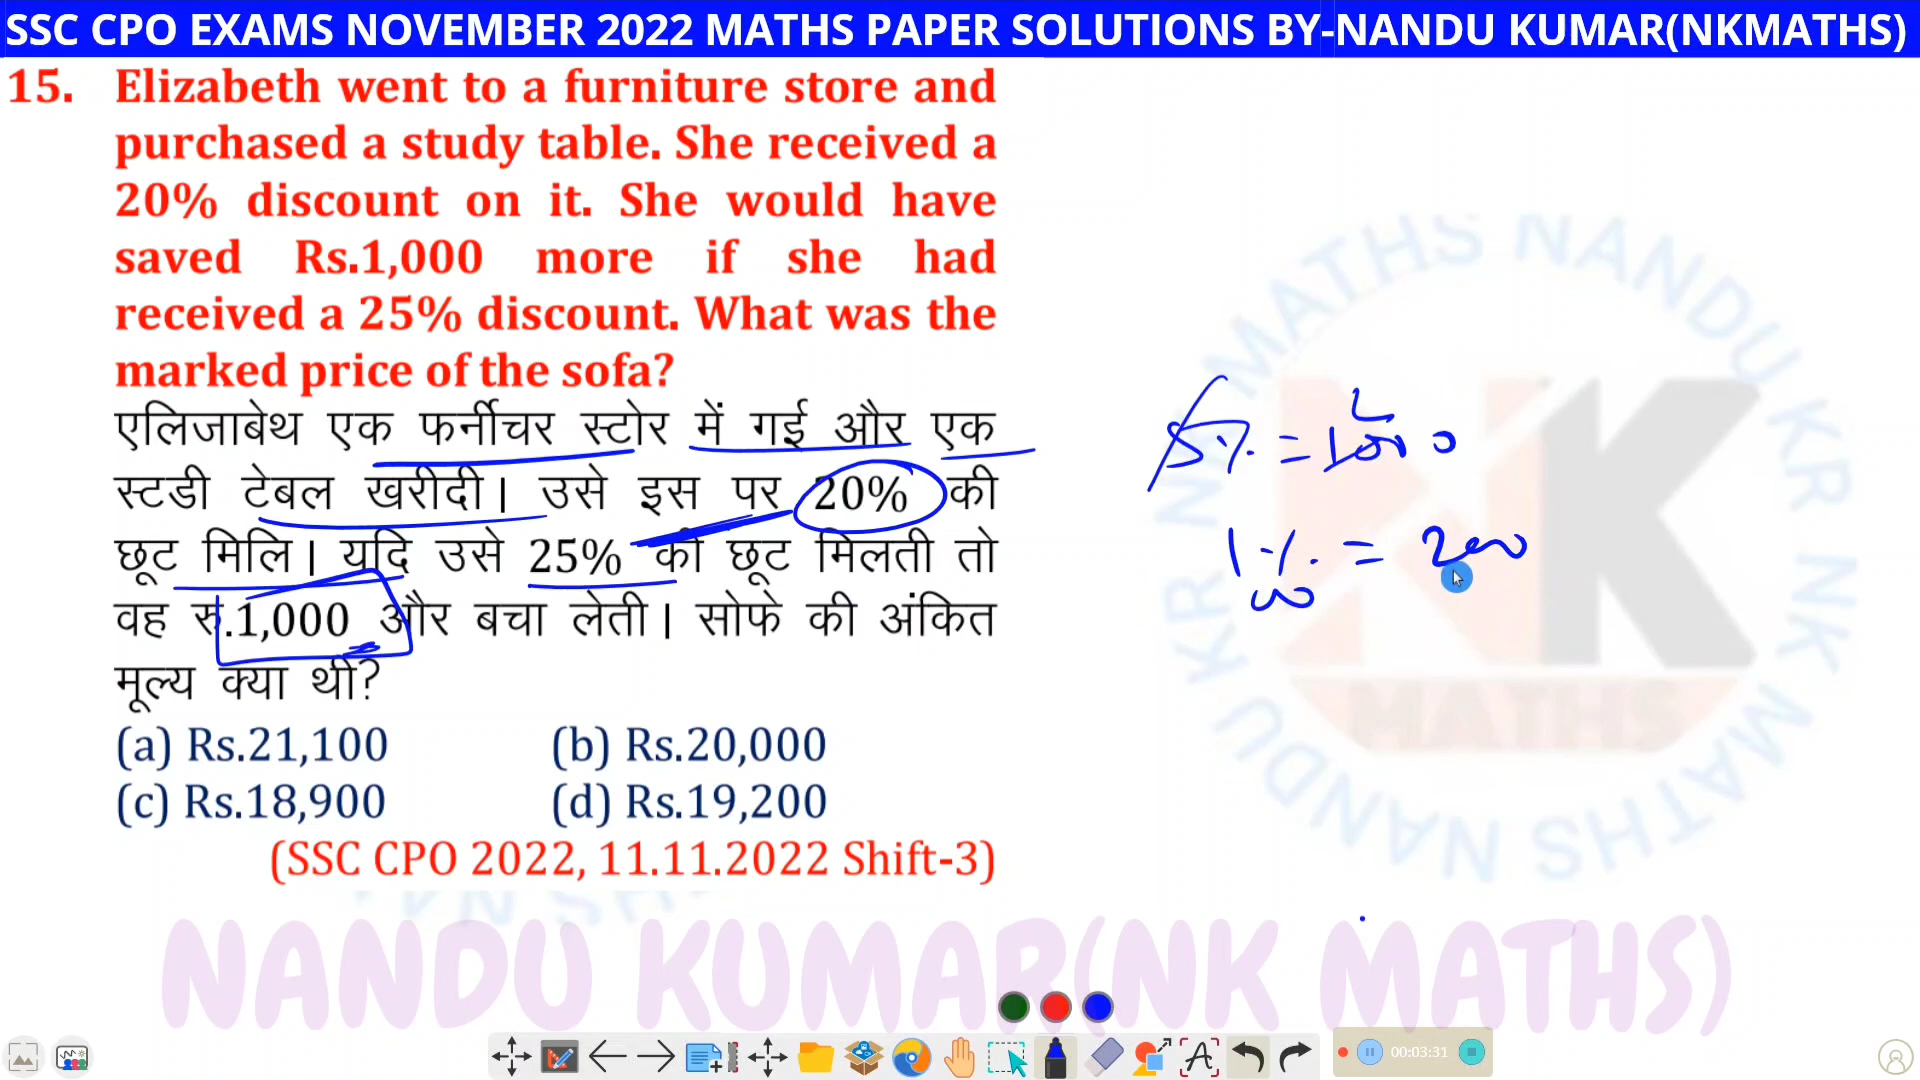 SSC CPO EXAMS NOVEMBER 2022 MATHS PAPER SOLUTIONS BY-NANDU KUMAR(NKMATHS)
15. Elizabeth went to a furniture store and
purchased a study table. She received a
20% discount on it. She would have
saved Rs.1,000 more if she had
received a 25% discount. What was the
marked price of the sofa?
एलिजाबेथ एक फर्नीचर स्टोर में गई और एक
स्टडी टेबल खरीदी। उसे इस पर 20% की
छूट मिलि। यदि उसे 25% की छूट मिलती तो
वह रु.1,000 और बचा लेती। सोफे की अंकित
मूल्य क्या थी?
(a) Rs.21,100 (b) Rs.20,000
(c) Rs.18,900 (d) Rs.19,200
(SSC CPO 2022, 11.11.2022 Shift-3)
5% = 1000
1% = 200
NK
MATHS
NANDU KUMAR(NK MATHS)
00:03:31